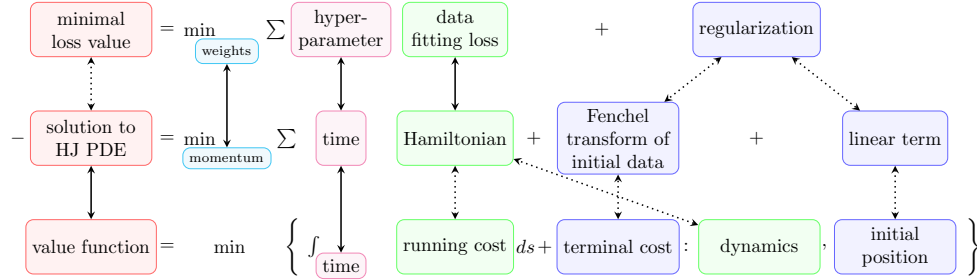 minimal loss value = min weights ∑ hyper-parameter data fitting loss + regularization
− solution to HJ PDE = min momentum ∑ time Hamiltonian + Fenchel transform of initial data + linear term
value function = min { ∫ time running cost ds + terminal cost : dynamics , initial position }